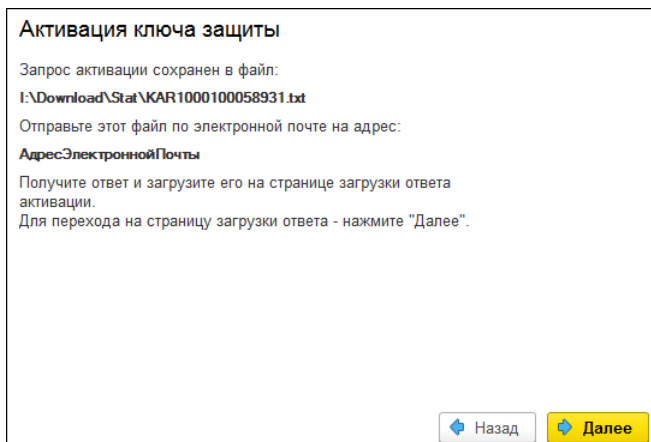 Активация ключа защиты
Запрос активации сохранен в файл:
I:\Download\Stat\KAR1000100058931.txt
Отправьте этот файл по электронной почте на адрес:
АдресЭлектроннойПочты
Получите ответ и загрузите его на странице загрузки ответа
активации.
Для перехода на страницу загрузки ответа - нажмите "Далее".
Назад
Далее